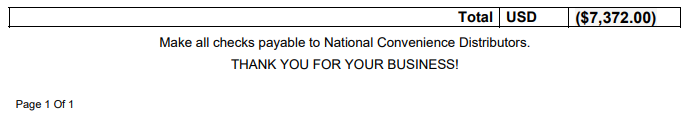 Total USD ($7,372.00)
Make all checks payable to National Convenience Distributors.
THANK YOU FOR YOUR BUSINESS!
Page 1 Of 1